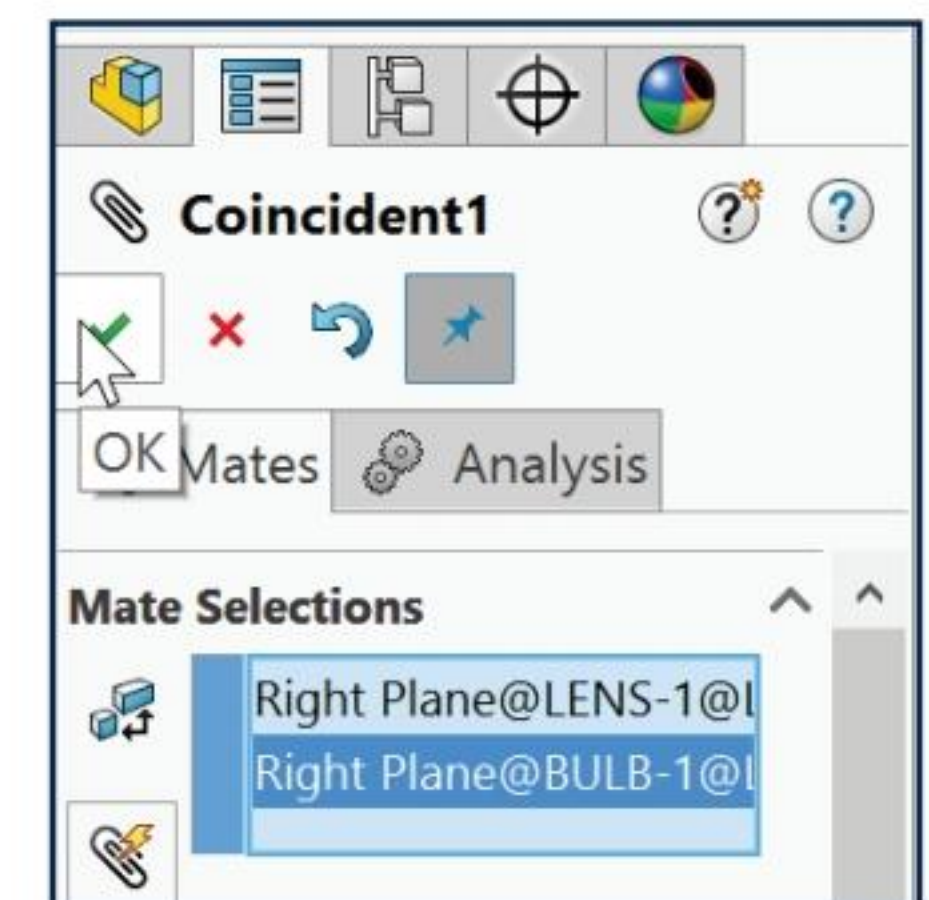 Coincident1
OK Mates Analysis
Mate Selections
Right Plane@LENS-1@L
Right Plane@BULB-1@L